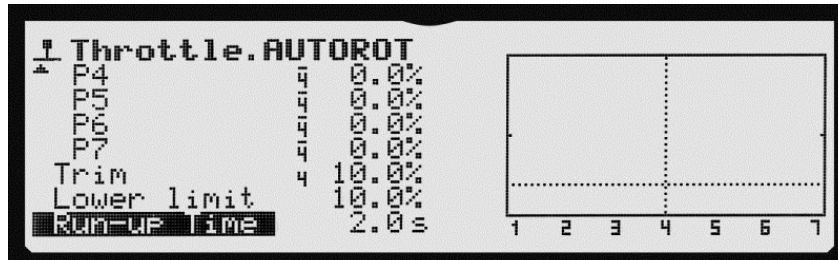 Throttle.AUTOROT
P4 4 0.0%
P5 4 0.0%
P6 4 0.0%
P7 4 0.0%
Trim 4 10.0%
Lower limit 10.0%
Run-up Time 2.0s
1 2 3 4 5 6 7